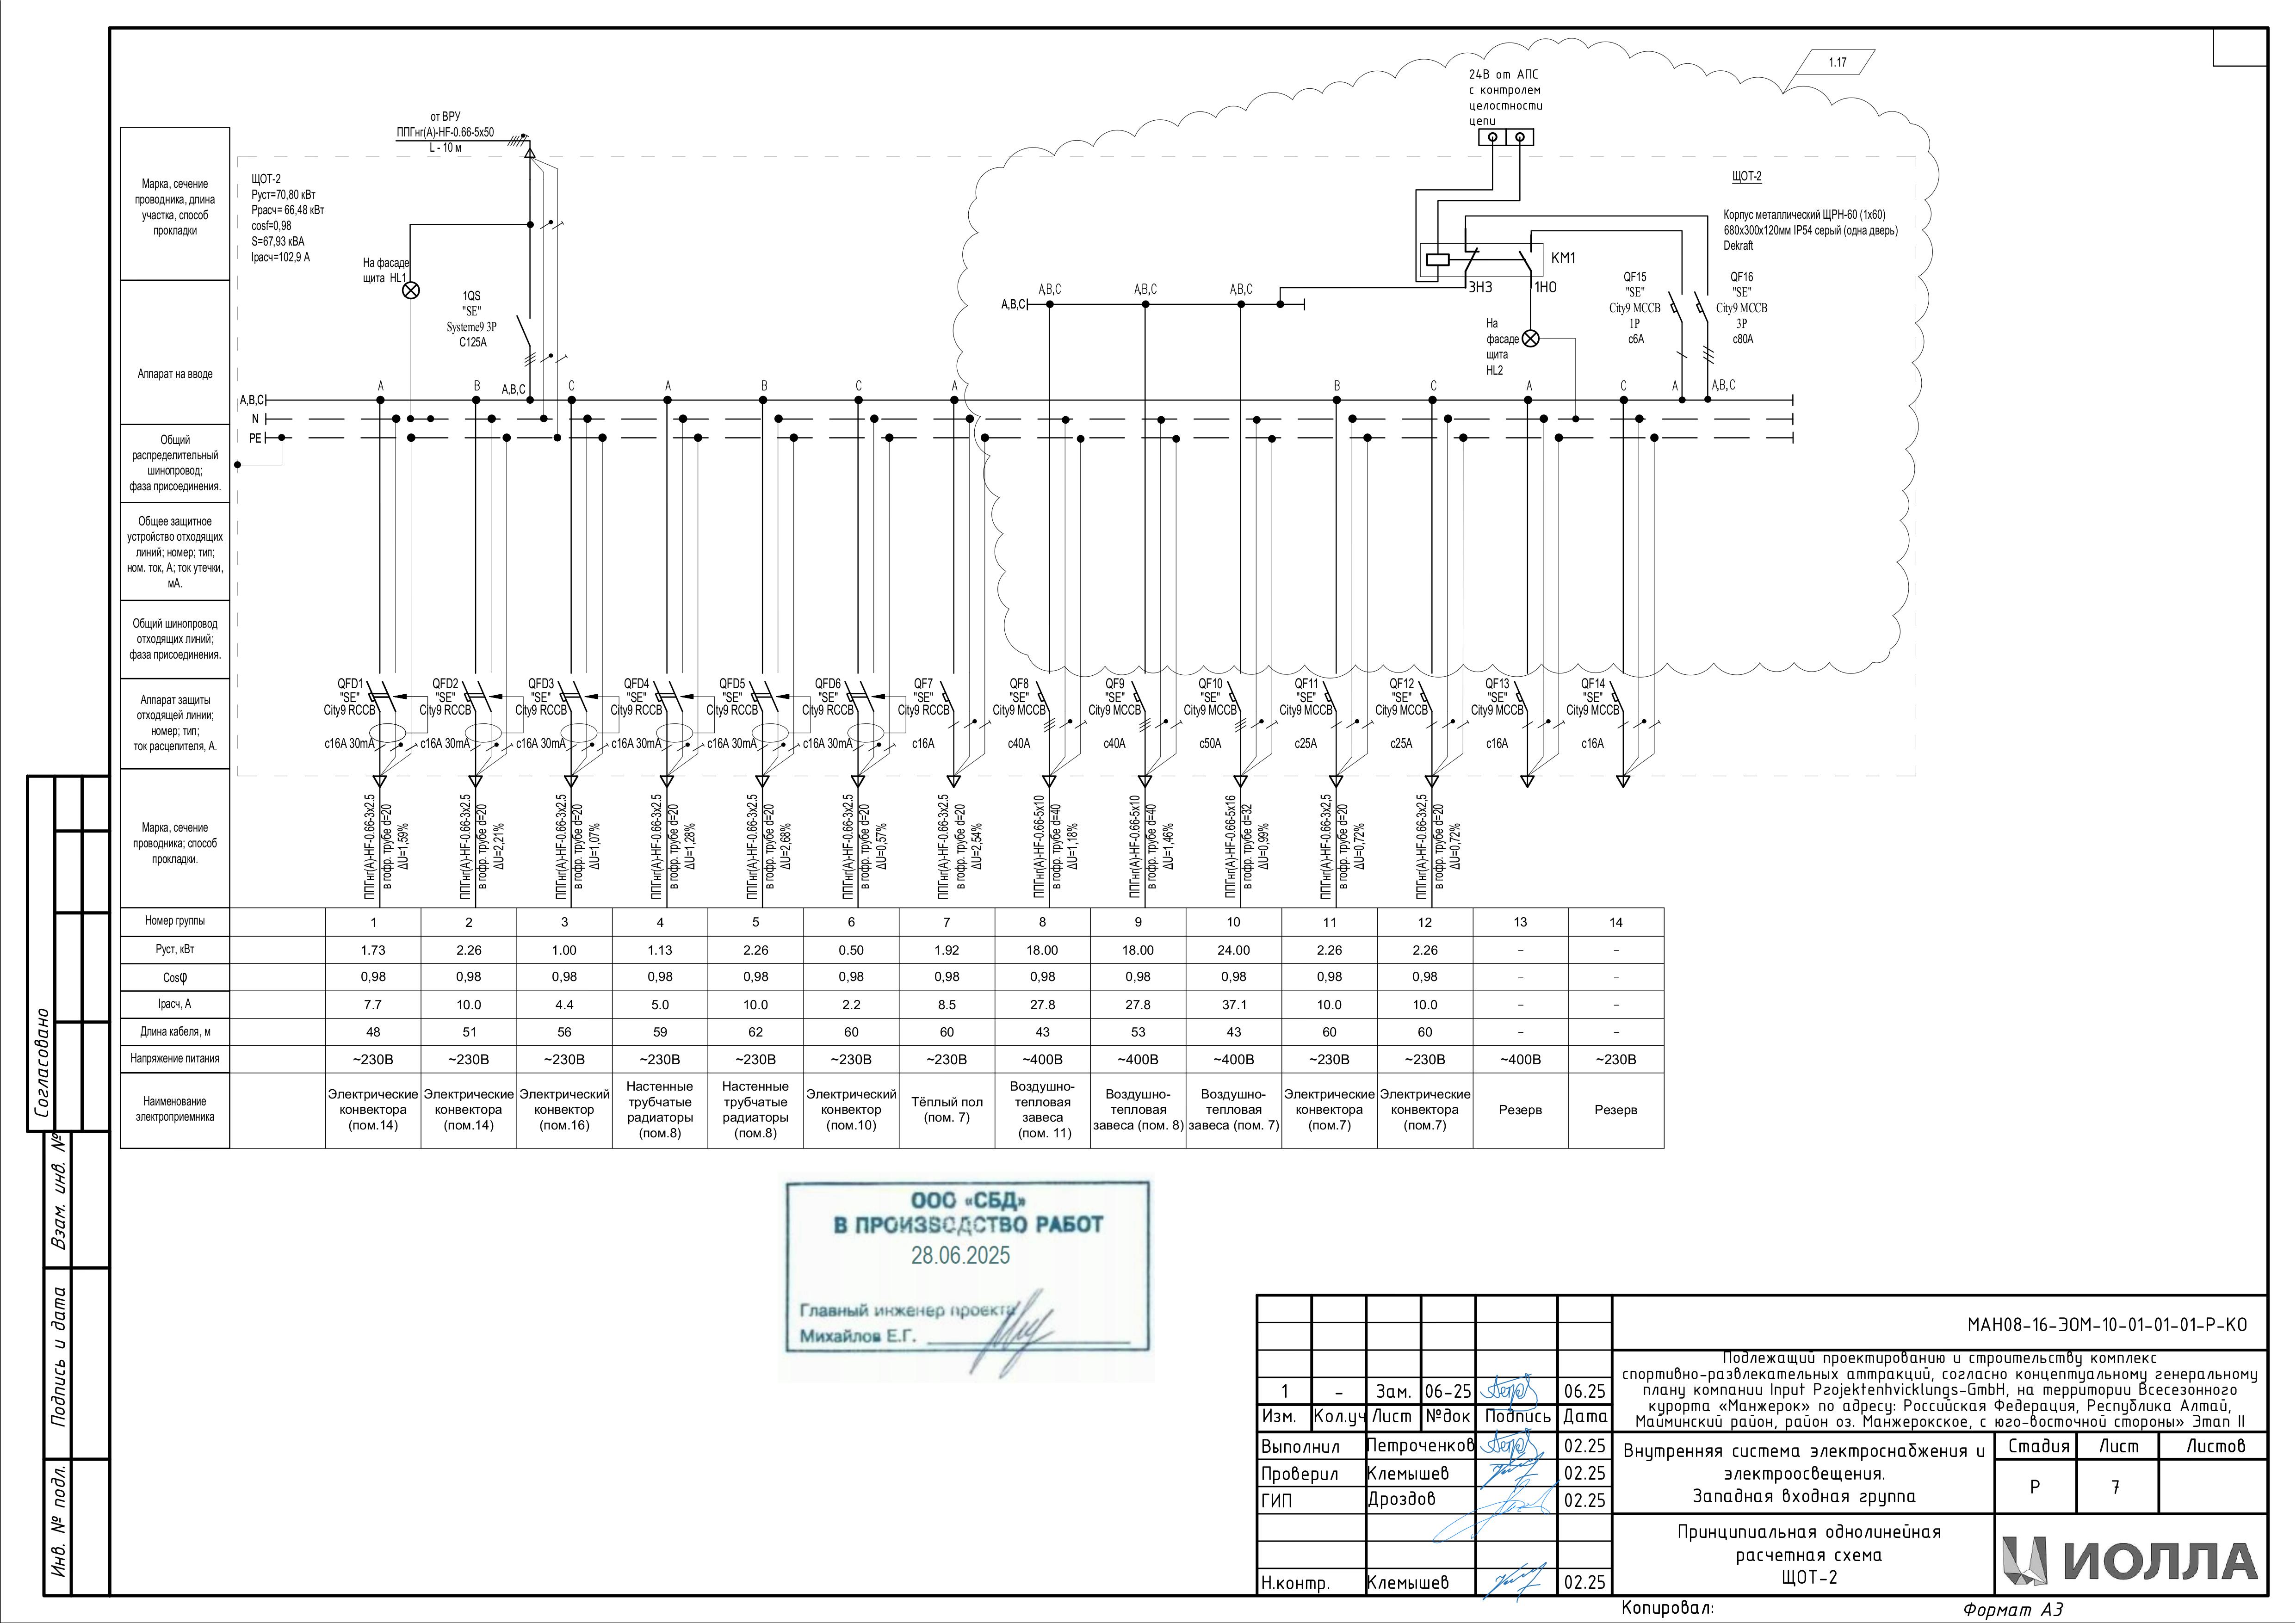 1.17
24В от АПС
с контролем
целостности
цепи
от ВРУ
ППГнг(А)-HF-0.66-5x50
L - 10 м
ЩОТ-2
Руст=70,80 кВт
Ррасч= 66,48 кВт
cosf=0,98
S=67,93 кВА
Iрасч=102,9 А
На фасаде
щита HL1
1QS
"SE"
Systeme9 3P
C125A
ЩОТ-2
Корпус металлический ЩРН-60 (1х60)
680х300х120мм IP54 серый (одна дверь)
Dekraft
КМ1
3НЗ
1НО
На
фасаде
щита
HL2
QF15
"SE"
City9 MCCB
1P
с6А
QF16
"SE"
City9 MCCB
3P
с80А
A,B,C
A,B,C
A,B,C
A,B,C
A,B,C
N
PE
A
B
A,B,C
C
A
B
C
A
B
C
A
C
A
A,B,C
Марка, сечение
проводника, длина
участка, способ
прокладки
Аппарат на вводе
Общий
распределительный
шинопровод;
фаза присоединения.
Общее защитное
устройство отходящих
линий; номер; тип;
ном. ток, А; ток утечки,
мА.
Общий шинопровод
отходящих линий;
фаза присоединения.
Аппарат защиты
отходящей линии;
номер; тип;
ток расцепителя, А.
Марка, сечение
проводника; способ
прокладки.
QFD1
"SE"
City9 RCCB
с16А 30mA
QFD2
"SE"
City9 RCCB
с16А 30mA
QFD3
"SE"
City9 RCCB
с16А 30mA
QFD4
"SE"
City9 RCCB
с16А 30mA
QFD5
"SE"
City9 RCCB
с16А 30mA
QFD6
"SE"
City9 RCCB
с16А 30mA
QF7
"SE"
City9 RCCB
с16А
QF8
"SE"
City9 MCCB
с40А
QF9
"SE"
City9 MCCB
с40А
QF10
"SE"
City9 MCCB
с50А
QF11
"SE"
City9 MCCB
с25А
QF12
"SE"
City9 MCCB
с25А
QF13
"SE"
City9 MCCB
с16А
QF14
"SE"
City9 MCCB
с16А
ППГнг(А)-HF-0.66-3x2.5
в гофр. трубе d=20
ΔU=1,59%
ППГнг(А)-HF-0.66-3x2.5
в гофр. трубе d=20
ΔU=2,21%
ППГнг(А)-HF-0.66-3x2.5
в гофр. трубе d=20
ΔU=1,07%
ППГнг(А)-HF-0.66-3x2.5
в гофр. трубе d=20
ΔU=1,28%
ППГнг(А)-HF-0.66-3x2.5
в гофр. трубе d=20
ΔU=2,68%
ППГнг(А)-HF-0.66-3x2.5
в гофр. трубе d=20
ΔU=0,57%
ППГнг(А)-HF-0.66-3x2.5
в гофр. трубе d=20
ΔU=2,54%
ППГнг(А)-HF-0.66-5x10
в гофр. трубе d=40
ΔU=1,18%
ППГнг(А)-HF-0.66-5x10
в гофр. трубе d=40
ΔU=1,46%
ППГнг(А)-HF-0.66-5x16
в гофр. трубе d=32
ΔU=0,99%
ППГнг(А)-HF-0.66-3x2,5
в гофр. трубе d=20
ΔU=0,72%
ППГнг(А)-HF-0.66-3x2,5
в гофр. трубе d=20
ΔU=0,72%
Номер группы 1 2 3 4 5 6 7 8 9 10 11 12 13 14
Руст, кВт 1.73 2.26 1.00 1.13 2.26 0.50 1.92 18.00 18.00 24.00 2.26 2.26 – –
Cosφ 0,98 0,98 0,98 0,98 0,98 0,98 0,98 0,98 0,98 0,98 0,98 0,98 – –
Iрасч, А 7.7 10.0 4.4 5.0 10.0 2.2 8.5 27.8 27.8 37.1 10.0 10.0 – –
Длина кабеля, м 48 51 56 59 62 60 60 43 53 43 60 60 – –
Напряжение питания ~230В ~230В ~230В ~230В ~230В ~230В ~230В ~400В ~400В ~400В ~230В ~230В ~400В ~230В
Наименование
электроприемника
Электрические
конвектора
(пом.14)
Электрические
конвектора
(пом.14)
Электрический
конвектор
(пом.16)
Настенные
трубчатые
радиаторы
(пом.8)
Настенные
трубчатые
радиаторы
(пом.8)
Электрический
конвектор
(пом.10)
Тёплый пол
(пом. 7)
Воздушно-
тепловая
завеса
(пом. 11)
Воздушно-
тепловая
завеса (пом. 8)
Воздушно-
тепловая
завеса (пом. 7)
Электрические
конвектора
(пом.7)
Электрические
конвектора
(пом.7)
Резерв
Резерв
ООО «СБД»
В ПРОИЗВОДСТВО РАБОТ
28.06.2025
Главный инженер проекта
Михайлов Е.Г.
Согласовано
Взам. инв. №
Подпись и дата
Инв. № подл.
МАН08-16-ЭОМ-10-01-01-01-Р-КО
Подлежащий проектированию и строительству комплекс
спортивно-развлекательных аттракций, согласно концептуальному генеральному
плану компании Input Projektenhvicklungs-GmbH, на территории Всесезонного
курорта «Манжерок» по адресу: Российская Федерация, Республика Алтай,
Майминский район, район оз. Манжерокское, с юго-восточной стороны» Этап II
1 - Зам. 06-25 06.25
Изм. Кол.уч Лист №док Подпись Дата
Выполнил Петроченков 02.25
Проверил Клемышев 02.25
ГИП Дроздов 02.25
Н.контр. Клемышев 02.25
Внутренняя система электроснабжения и
электроосвещения.
Западная входная группа
Стадия Лист Листов
Р 7
Принципиальная однолинейная
расчетная схема
ЩОТ-2
ИОЛЛА
Копировал:
Формат А3